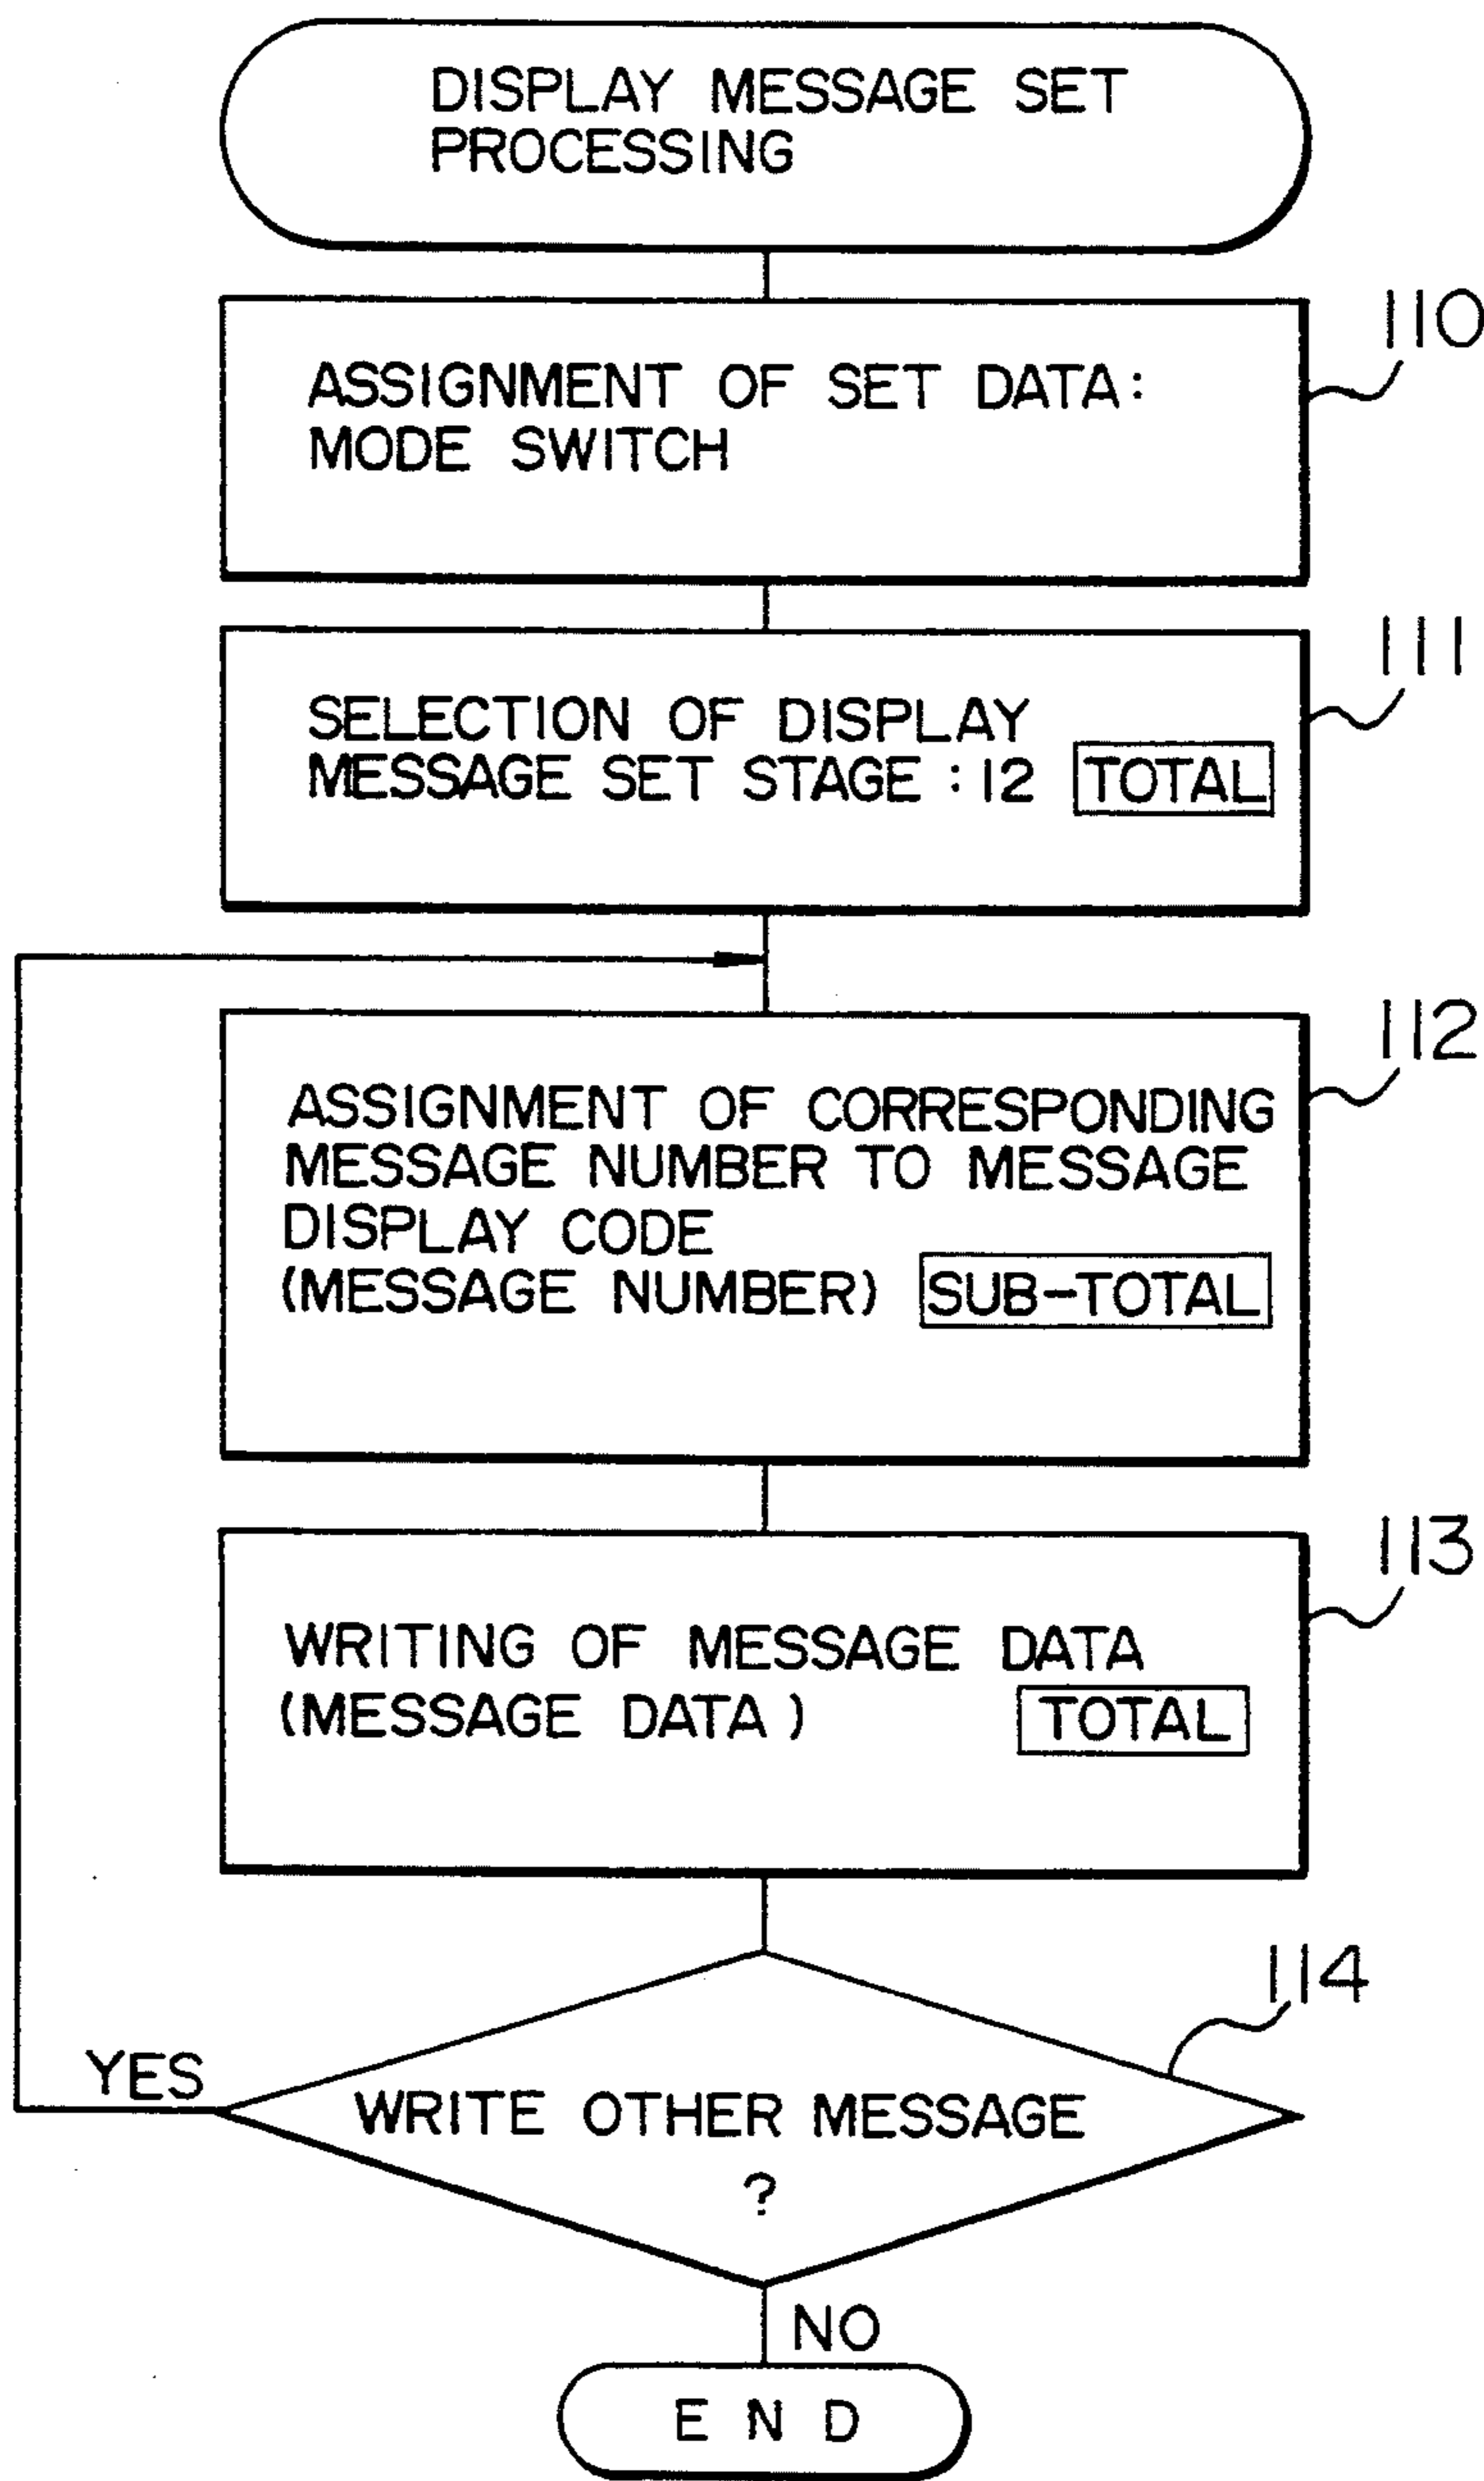 DISPLAY MESSAGE SET
PROCESSING
110
ASSIGNMENT OF SET DATA:
MODE SWITCH
111
SELECTION OF DISPLAY
MESSAGE SET STAGE :12 TOTAL
112
ASSIGNMENT OF CORRESPONDING
MESSAGE NUMBER TO MESSAGE
DISPLAY CODE
(MESSAGE NUMBER) SUB-TOTAL
113
WRITING OF MESSAGE DATA
(MESSAGE DATA) TOTAL
114
YES
WRITE OTHER MESSAGE
?
NO
END